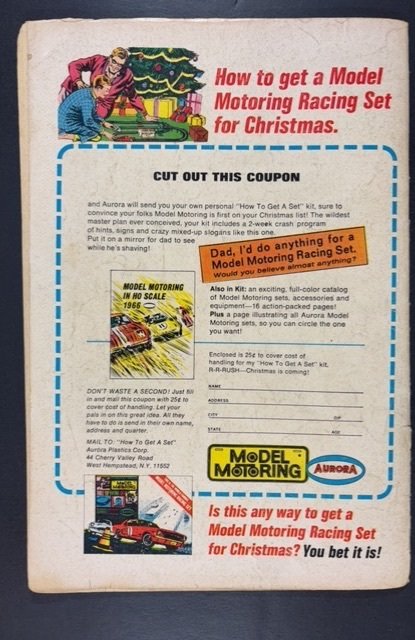 How to get a Model
Motoring Racing Set
for Christmas.
CUT OUT THIS COUPON
and Aurora will send you your own personal "How To Get A Set" kit, sure to
convince your folks Model Motoring is first on your Christmas list! The wildest
master plan ever conceived, your kit includes a 2-week crash program
of hints, signs and crazy mixed-up slogans like this one.
Put it on a mirror for dad to see
while he's shaving!
Dad, I'd do anything for a
Model Motoring Racing Set.
Would you believe almost anything?
MODEL MOTORING
IN HO SCALE
1966
Also in Kit: an exciting, full-color catalog
of Model Motoring sets, accessories and
equipment—16 action-packed pages!
Plus a page illustrating all Aurora Model
Motoring sets, so you can circle the one
you want!
Enclosed is 25¢ to cover cost of
handling for my "How To Get A Set" kit.
R-R-RUSH—Christmas is coming!
NAME
ADDRESS
CITY ZIP
STATE AGE
DON'T WASTE A SECOND! Just fill
in and mail this coupon with 25¢ to
cover cost of handling. Let your
pals in on this great idea. All they
have to do is send in their own name,
address and quarter.
MAIL TO: "How To Get A Set"
Aurora Plastics Corp.
44 Cherry Valley Road
West Hempstead, N.Y. 11552
MODEL
MOTORING
AURORA
Is this any way to get a
Model Motoring Racing Set
for Christmas? You bet it is!